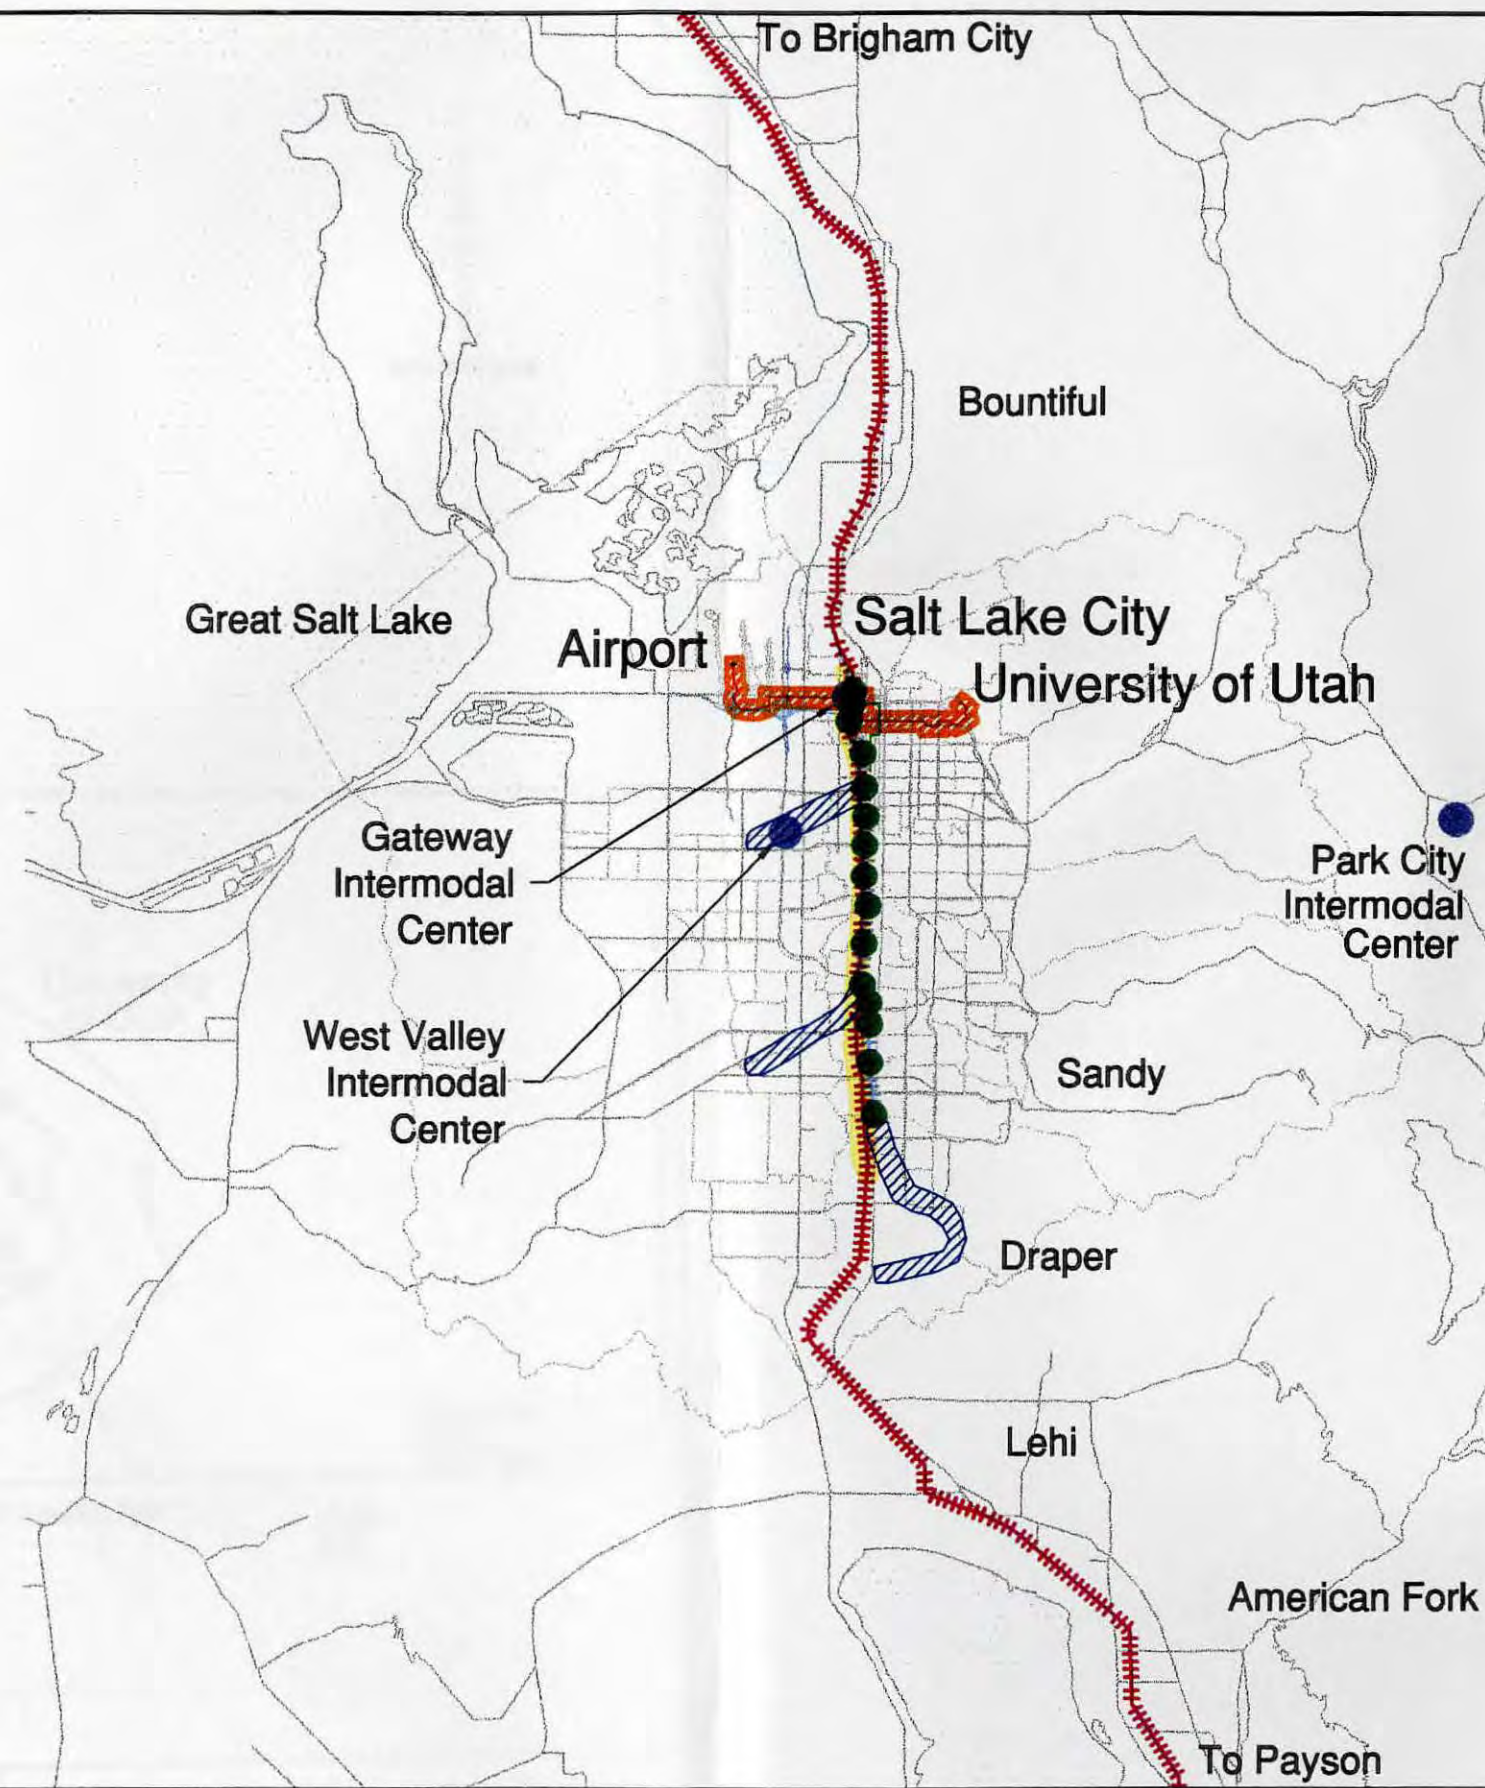 To Brigham City
Bountiful
Great Salt Lake
Salt Lake City
Airport
University of Utah
Gateway
Intermodal
Center
Park City
Intermodal
Center
West Valley
Intermodal
Center
Sandy
Draper
Lehi
American Fork
To Payson